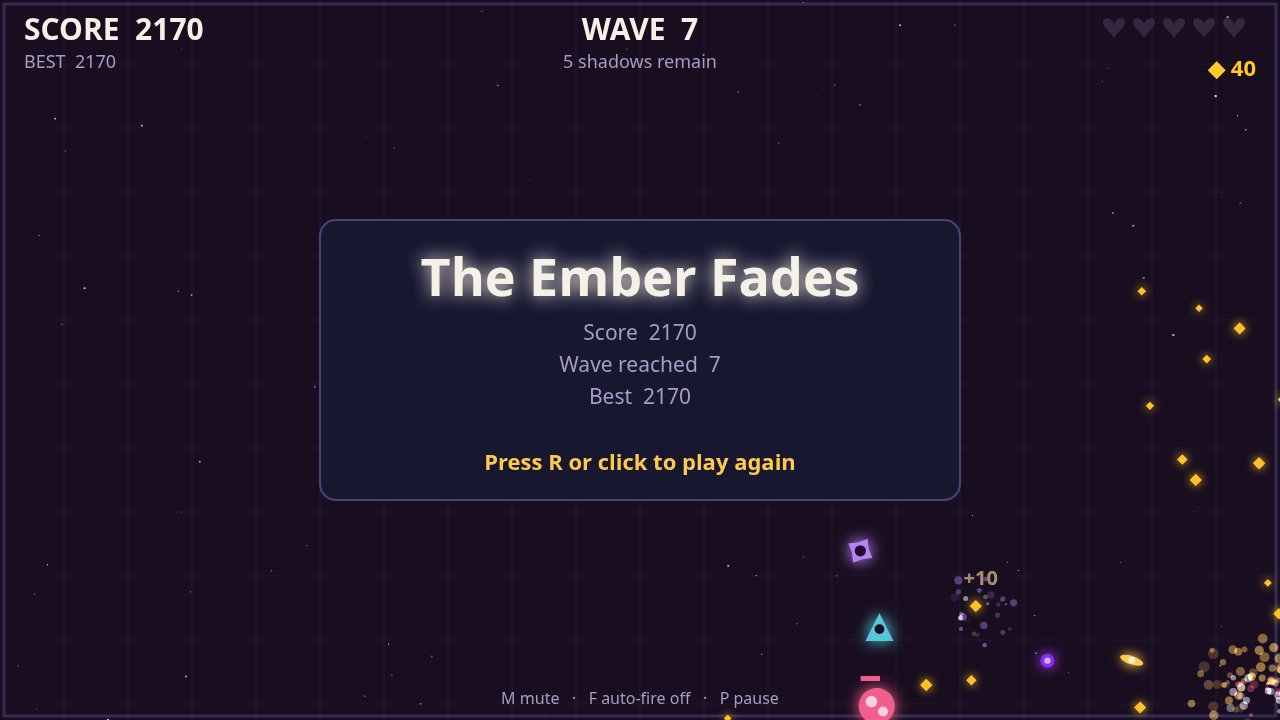 SCORE 2170
BEST 2170
WAVE 7
5 shadows remain
40
The Ember Fades
Score 2170
Wave reached 7
Best 2170
Press R or click to play again
+10
M mute · F auto-fire off · P pause